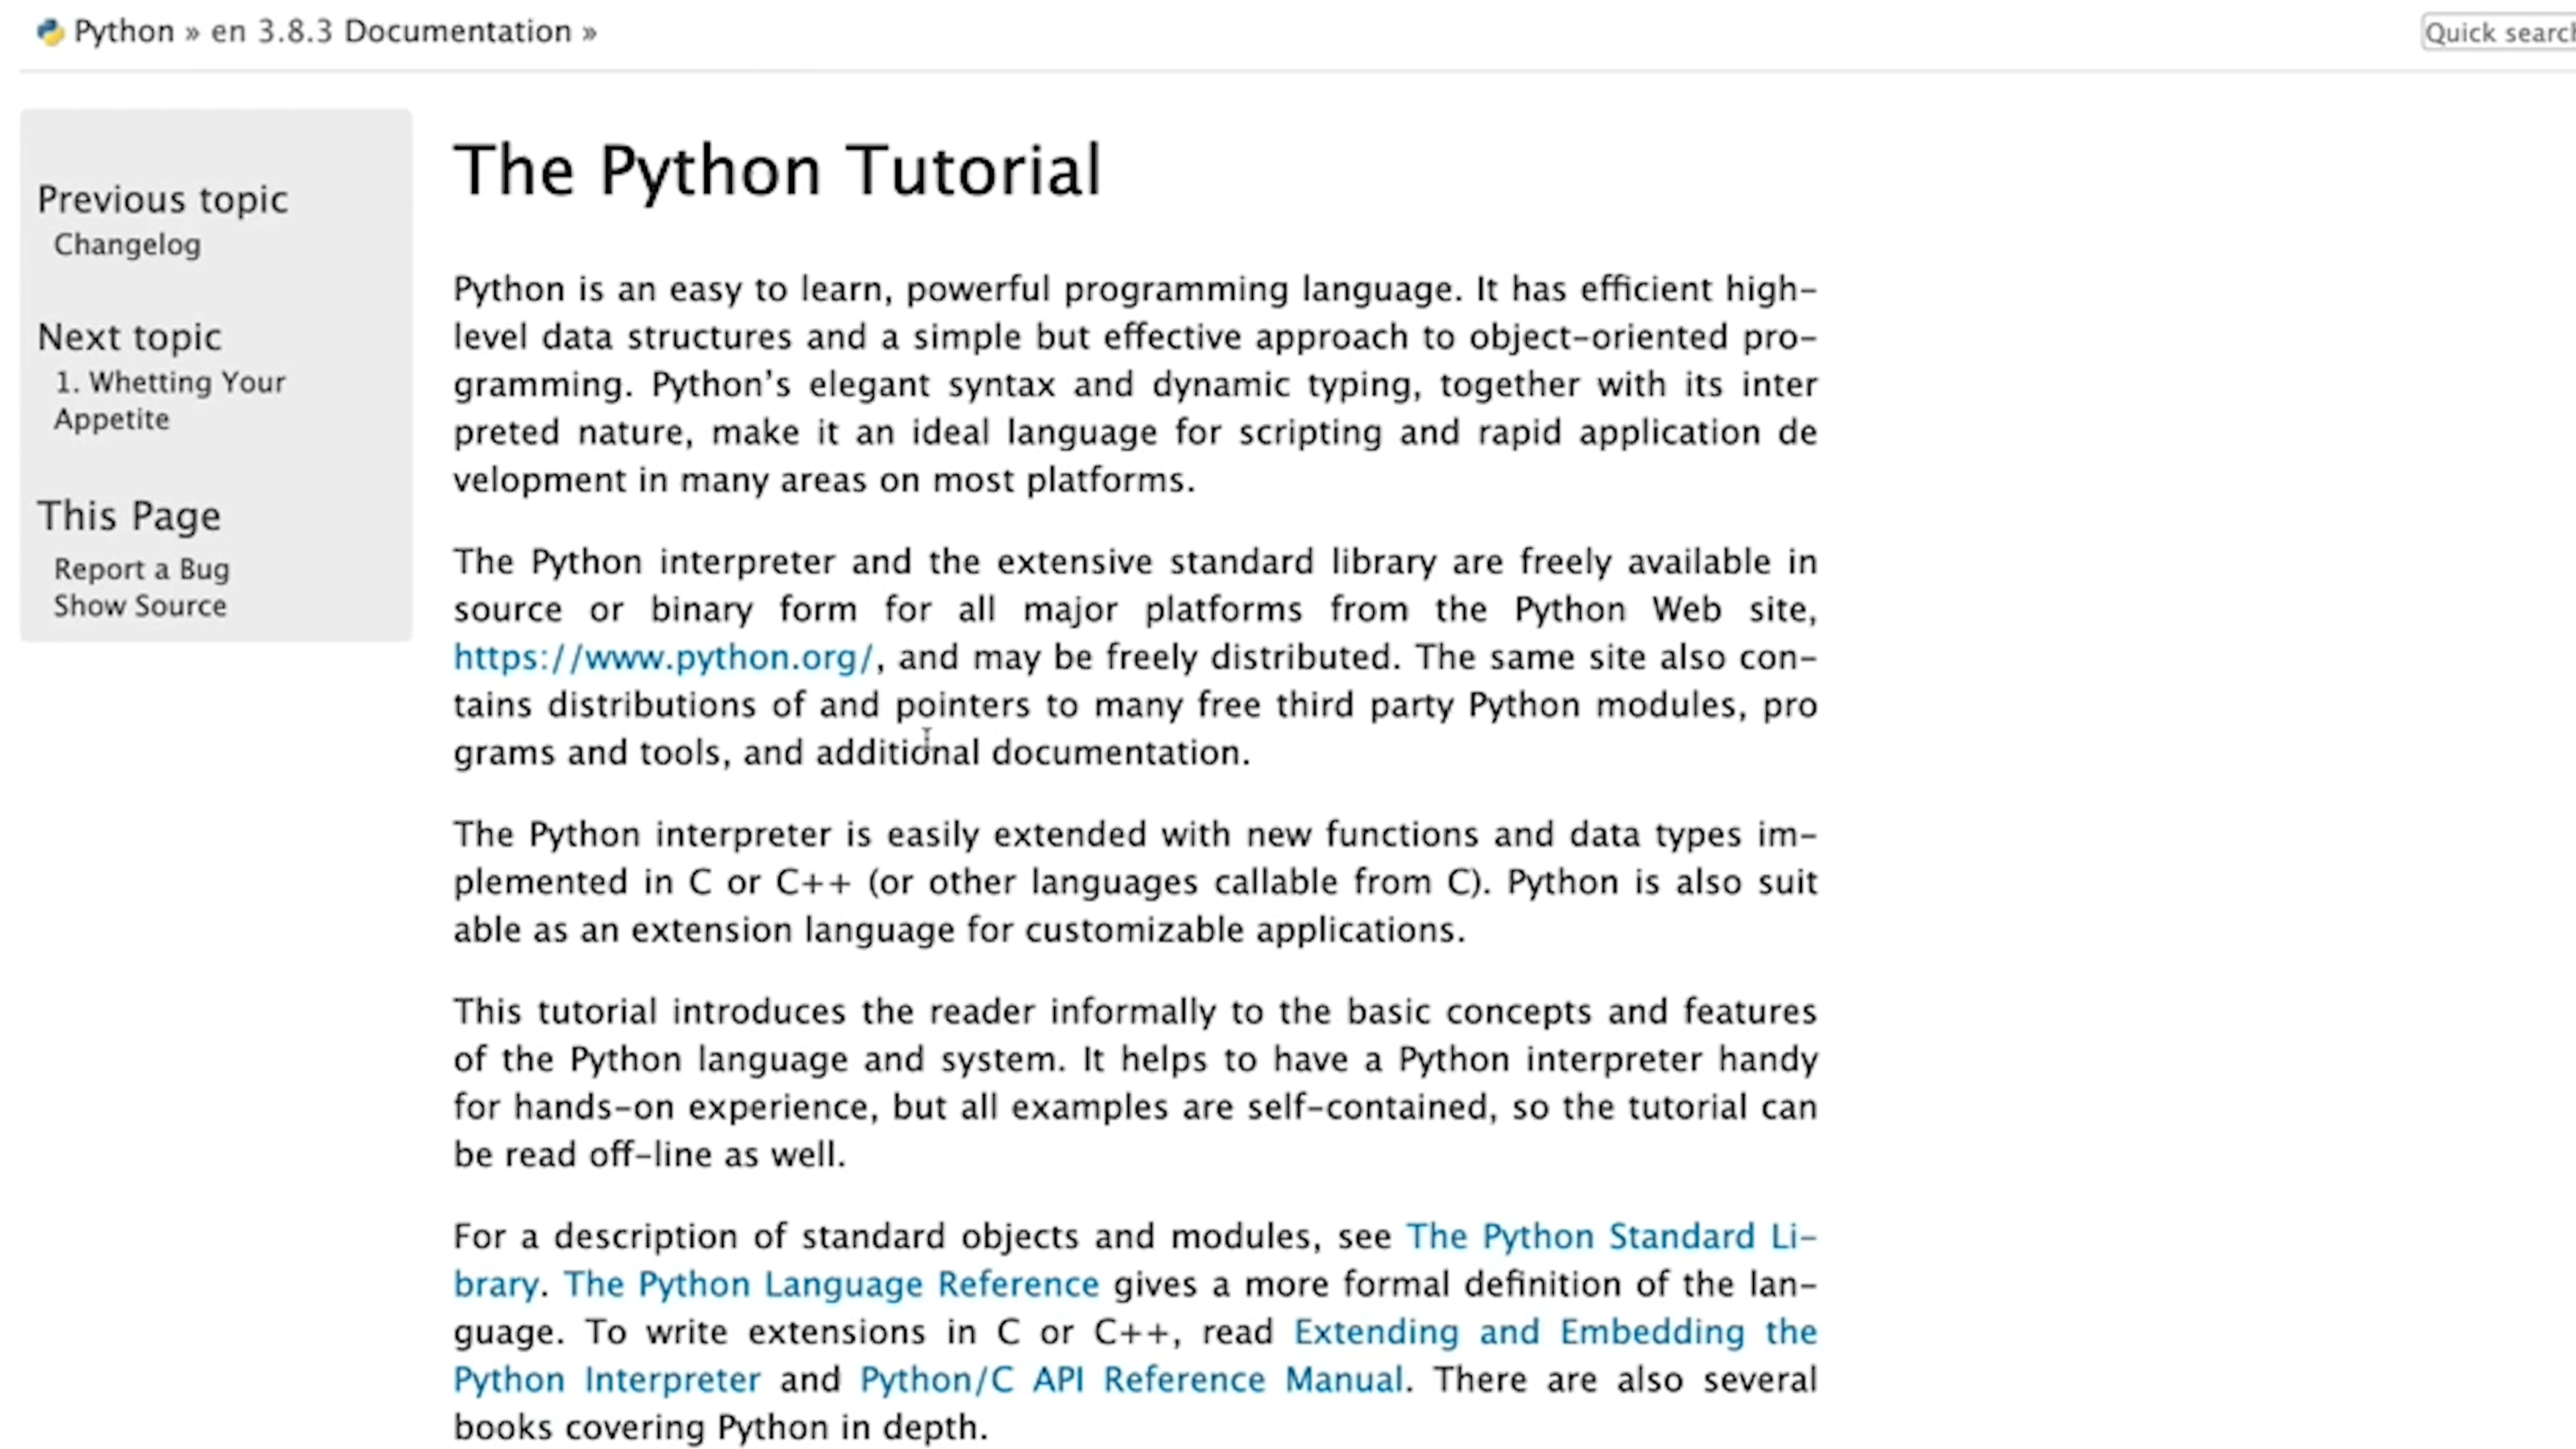 Python » en 3.8.3 Documentation »
Quick search
Previous topic
Changelog
Next topic
1. Whetting Your
Appetite
This Page
Report a Bug
Show Source
The Python Tutorial
Python is an easy to learn, powerful programming language. It has efficient high-
level data structures and a simple but effective approach to object-oriented pro-
gramming. Python's elegant syntax and dynamic typing, together with its inter
preted nature, make it an ideal language for scripting and rapid application de
velopment in many areas on most platforms.
The Python interpreter and the extensive standard library are freely available in
source or binary form for all major platforms from the Python Web site,
https://www.python.org/, and may be freely distributed. The same site also con-
tains distributions of and pointers to many free third party Python modules, pro
grams and tools, and additional documentation.
The Python interpreter is easily extended with new functions and data types im-
plemented in C or C++ (or other languages callable from C). Python is also suit
able as an extension language for customizable applications.
This tutorial introduces the reader informally to the basic concepts and features
of the Python language and system. It helps to have a Python interpreter handy
for hands-on experience, but all examples are self-contained, so the tutorial can
be read off-line as well.
For a description of standard objects and modules, see The Python Standard Li-
brary. The Python Language Reference gives a more formal definition of the lan-
guage. To write extensions in C or C++, read Extending and Embedding the
Python Interpreter and Python/C API Reference Manual. There are also several
books covering Python in depth.